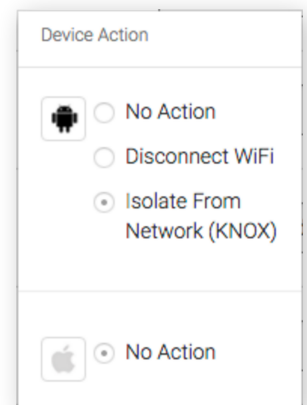 Device Action
No Action
Disconnect WiFi
Isolate From
Network (KNOX)
No Action